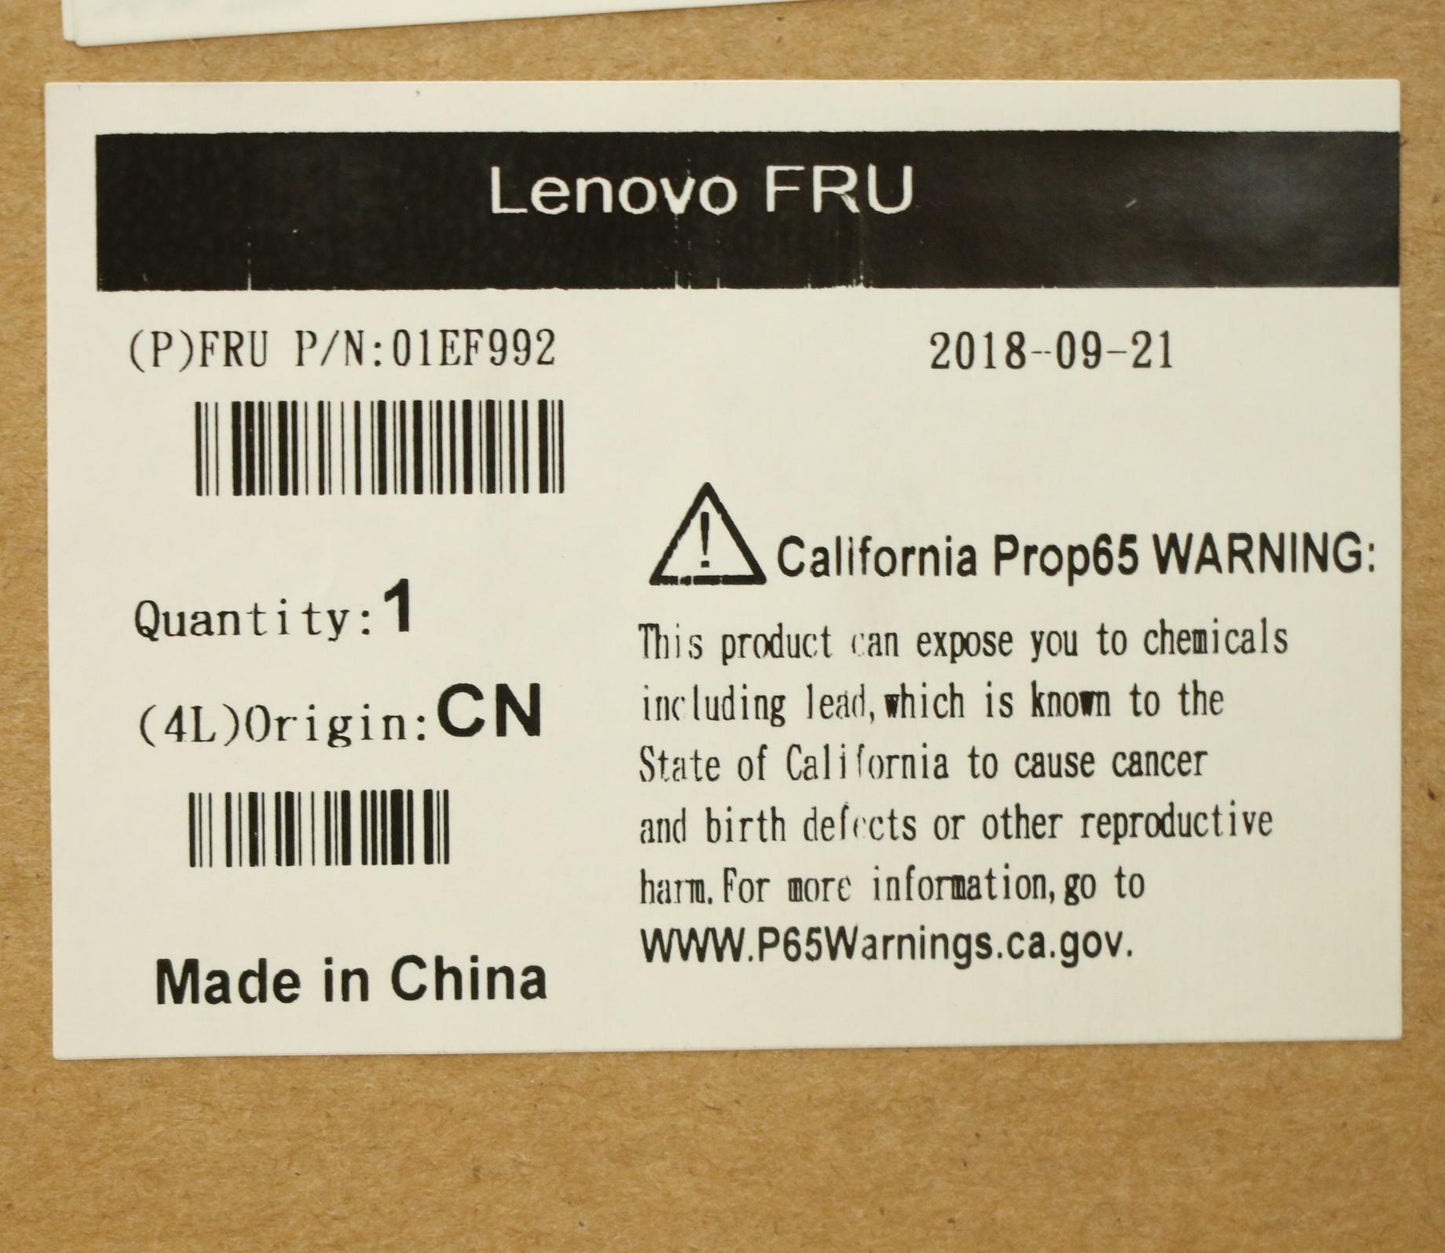 Lenovo FRU
(P)FRU P/N:01EF992
2018-09-21
Quantity:1
(4L)Origin:CN
Made in China
California Prop65 WARNING:
This product can expose you to chemicals
including lead,which is known to the
State of California to cause cancer
and birth defects or other reproductive
harm.For more information,go to
WWW.P65Warnings.ca.gov.